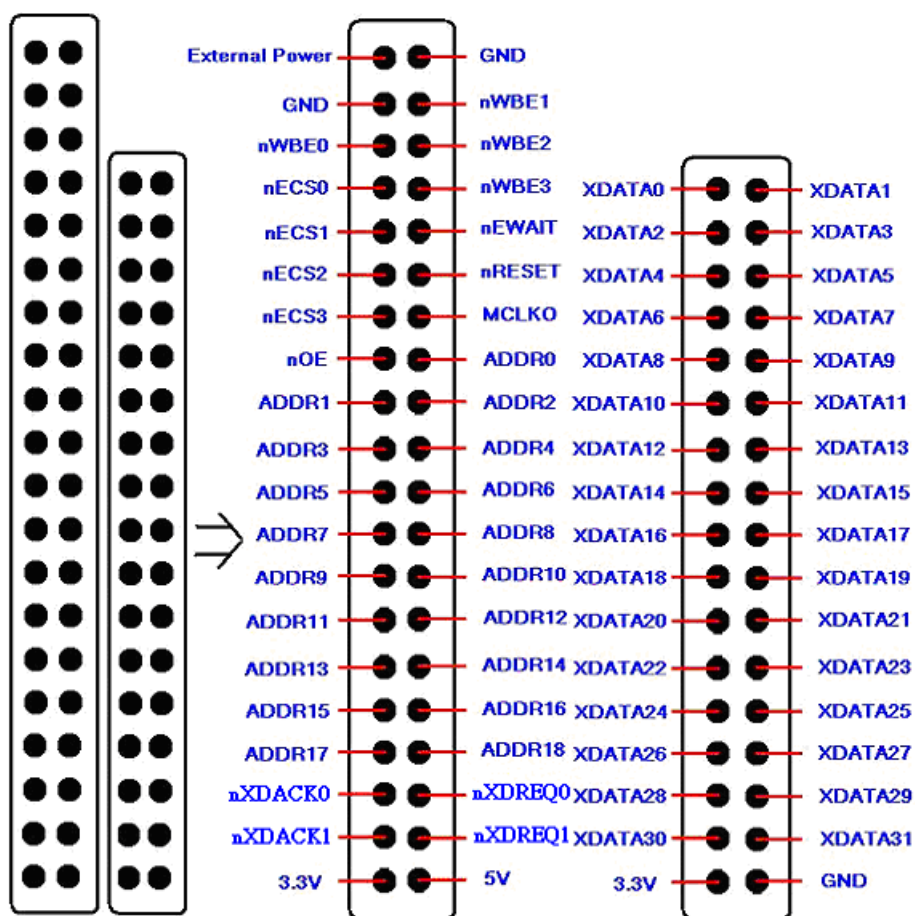 External Power GND
GND nWBE1
nWBE0 nWBE2
nECS0 nWBE3 XDATA0 XDATA1
nECS1 nEWAIT XDATA2 XDATA3
nECS2 nRESET XDATA4 XDATA5
nECS3 MCLKO XDATA6 XDATA7
nOE ADDR0 XDATA8 XDATA9
ADDR1 ADDR2 XDATA10 XDATA11
ADDR3 ADDR4 XDATA12 XDATA13
ADDR5 ADDR6 XDATA14 XDATA15
ADDR7 ADDR8 XDATA16 XDATA17
ADDR9 ADDR10 XDATA18 XDATA19
ADDR11 ADDR12 XDATA20 XDATA21
ADDR13 ADDR14 XDATA22 XDATA23
ADDR15 ADDR16 XDATA24 XDATA25
ADDR17 ADDR18 XDATA26 XDATA27
nXDACK0 nXDREQ0 XDATA28 XDATA29
nXDACK1 nXDREQ1 XDATA30 XDATA31
3.3V 5V 3.3V GND